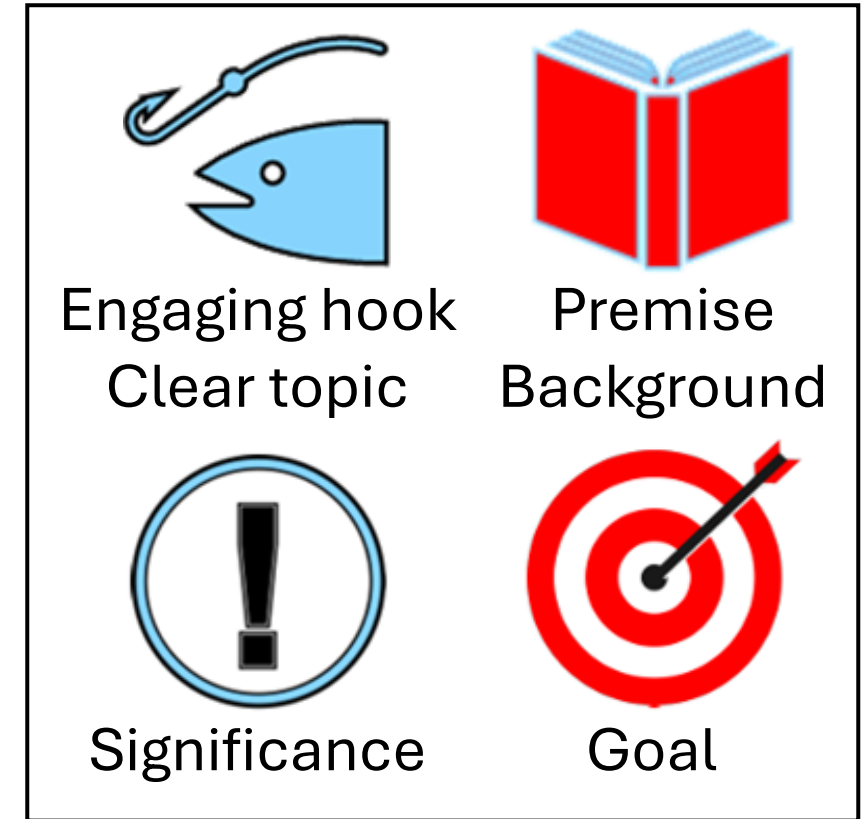 Engaging hook
Clear topic
Premise
Background
Significance
Goal